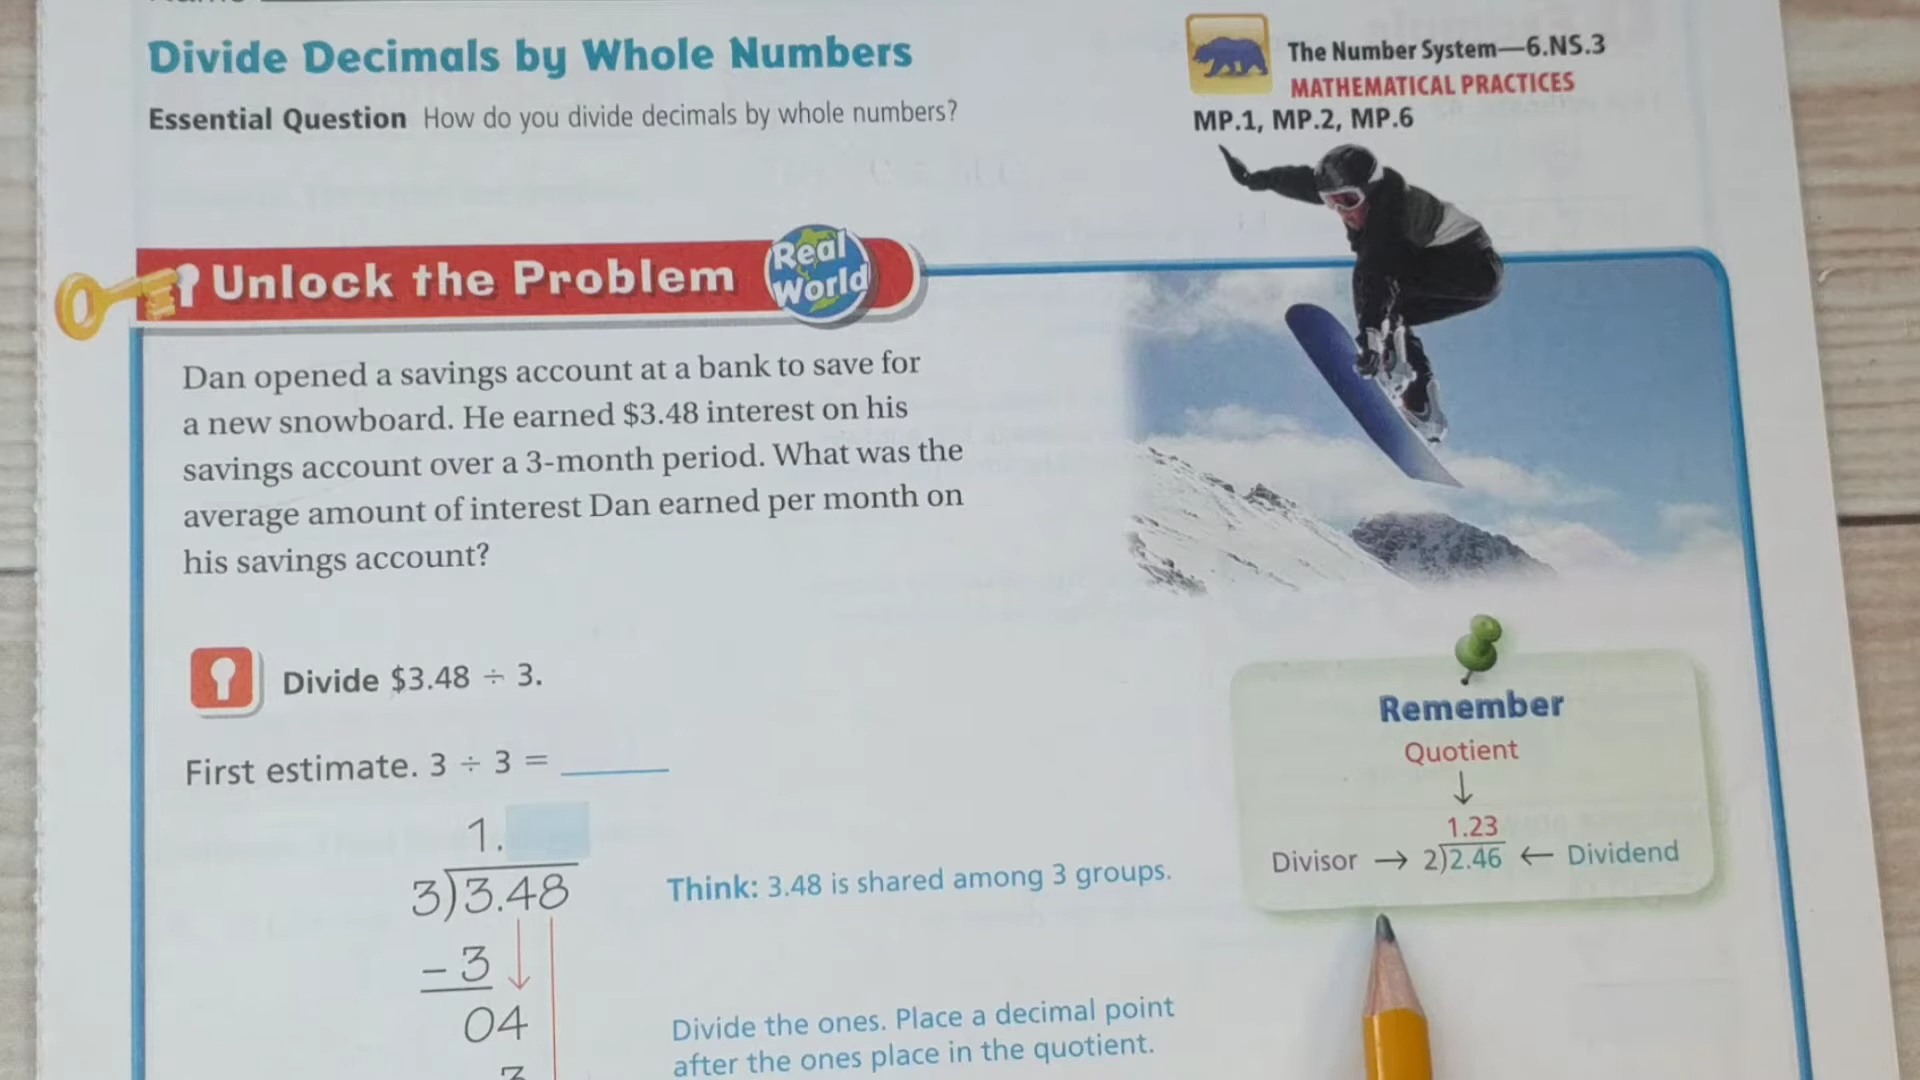 Divide Decimals by Whole Numbers
Essential Question How do you divide decimals by whole numbers?
The Number System—6.NS.3
MATHEMATICAL PRACTICES
MP.1, MP.2, MP.6
Unlock the Problem
Real
World
Dan opened a savings account at a bank to save for
a new snowboard. He earned $3.48 interest on his
savings account over a 3-month period. What was the
average amount of interest Dan earned per month on
his savings account?
Divide $3.48 ÷ 3.
First estimate. 3 ÷ 3 =
1.
3)3.48
− 3
04
3
Think: 3.48 is shared among 3 groups.
Divide the ones. Place a decimal point
after the ones place in the quotient.
Remember
Quotient
↓
1.23
Divisor → 2)2.46 ← Dividend